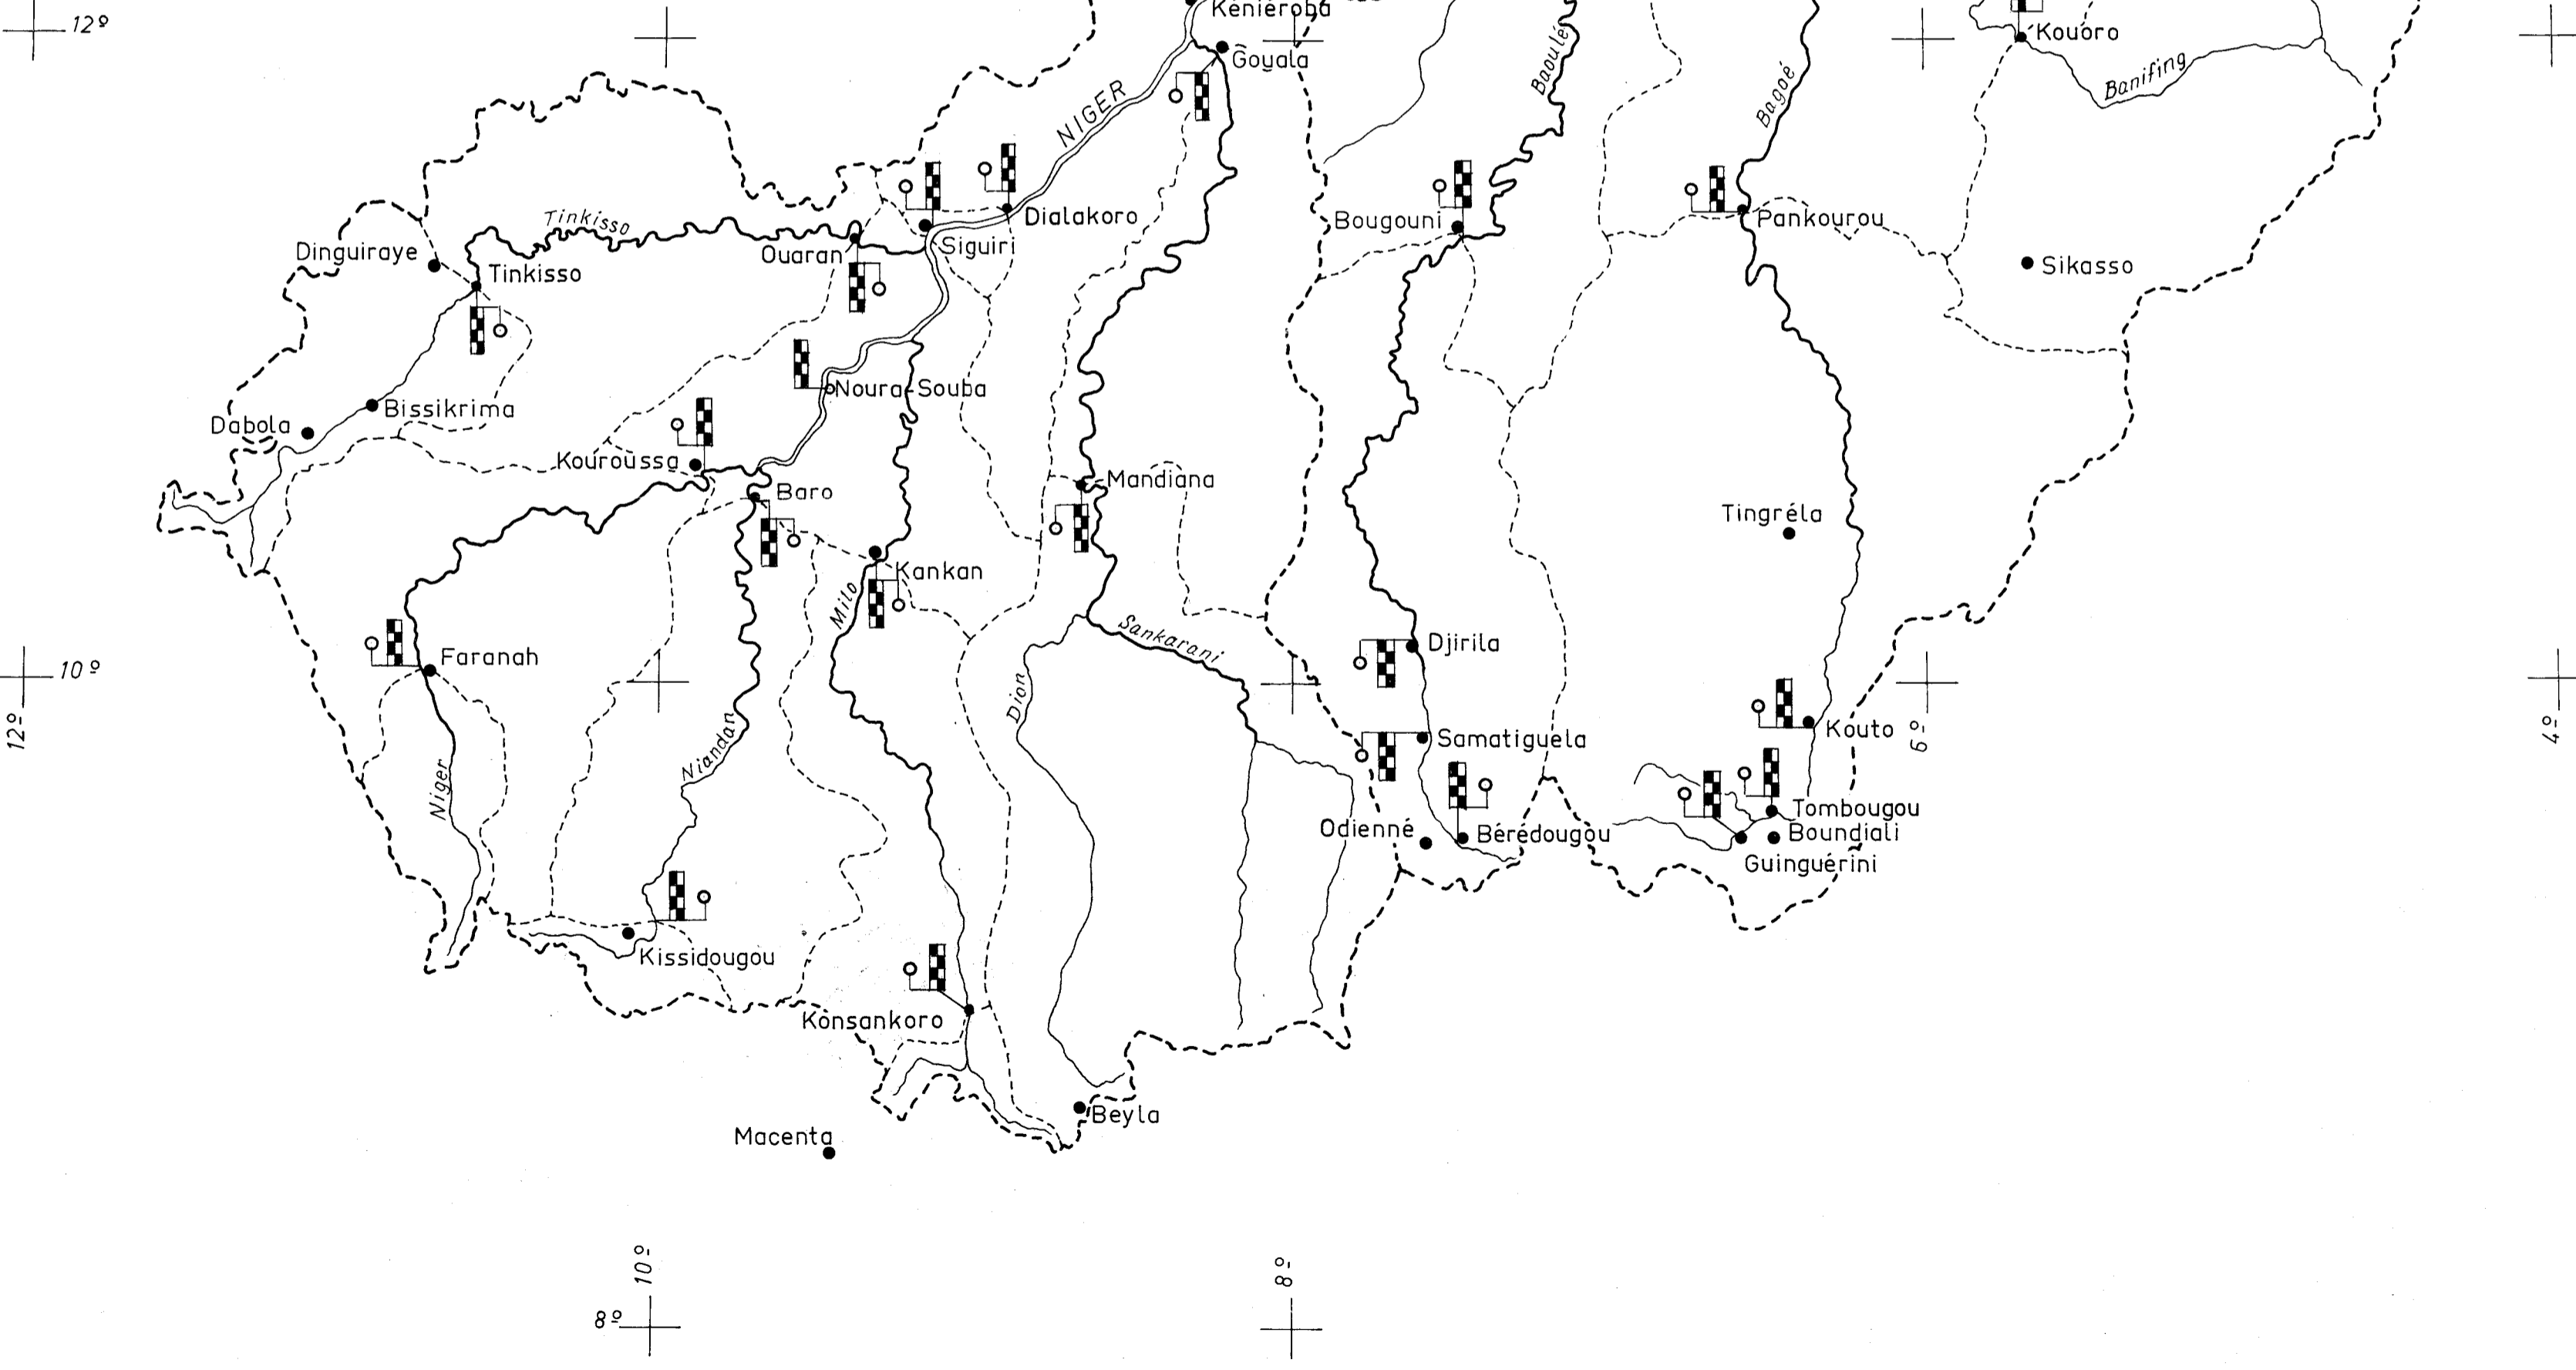 Kéniéroba
12º
Kouoro
Goyala
Baoulé
Bagoé
Banifing
NIGER
Tinkisso
Dialakoro
Bougouni
Pankourou
Siguiri
Dinguiraye
Ouaran
Tinkisso
Sikasso
Noura-Souba
Bissikrima
Dabola
Kouroussa
Mandiana
Baro
Tingréla
Kankan
Milo
Sankarani
Djirila
Faranah
10º
Dion
12º
Niandan
Kouto
6º
4º
Samatiguela
Niger
Tombougou
Odienné
Bérédougou
Boundiali
Guinguérini
Kissidougou
Konsankoro
Beyla
Macenta
10º
8º
8º